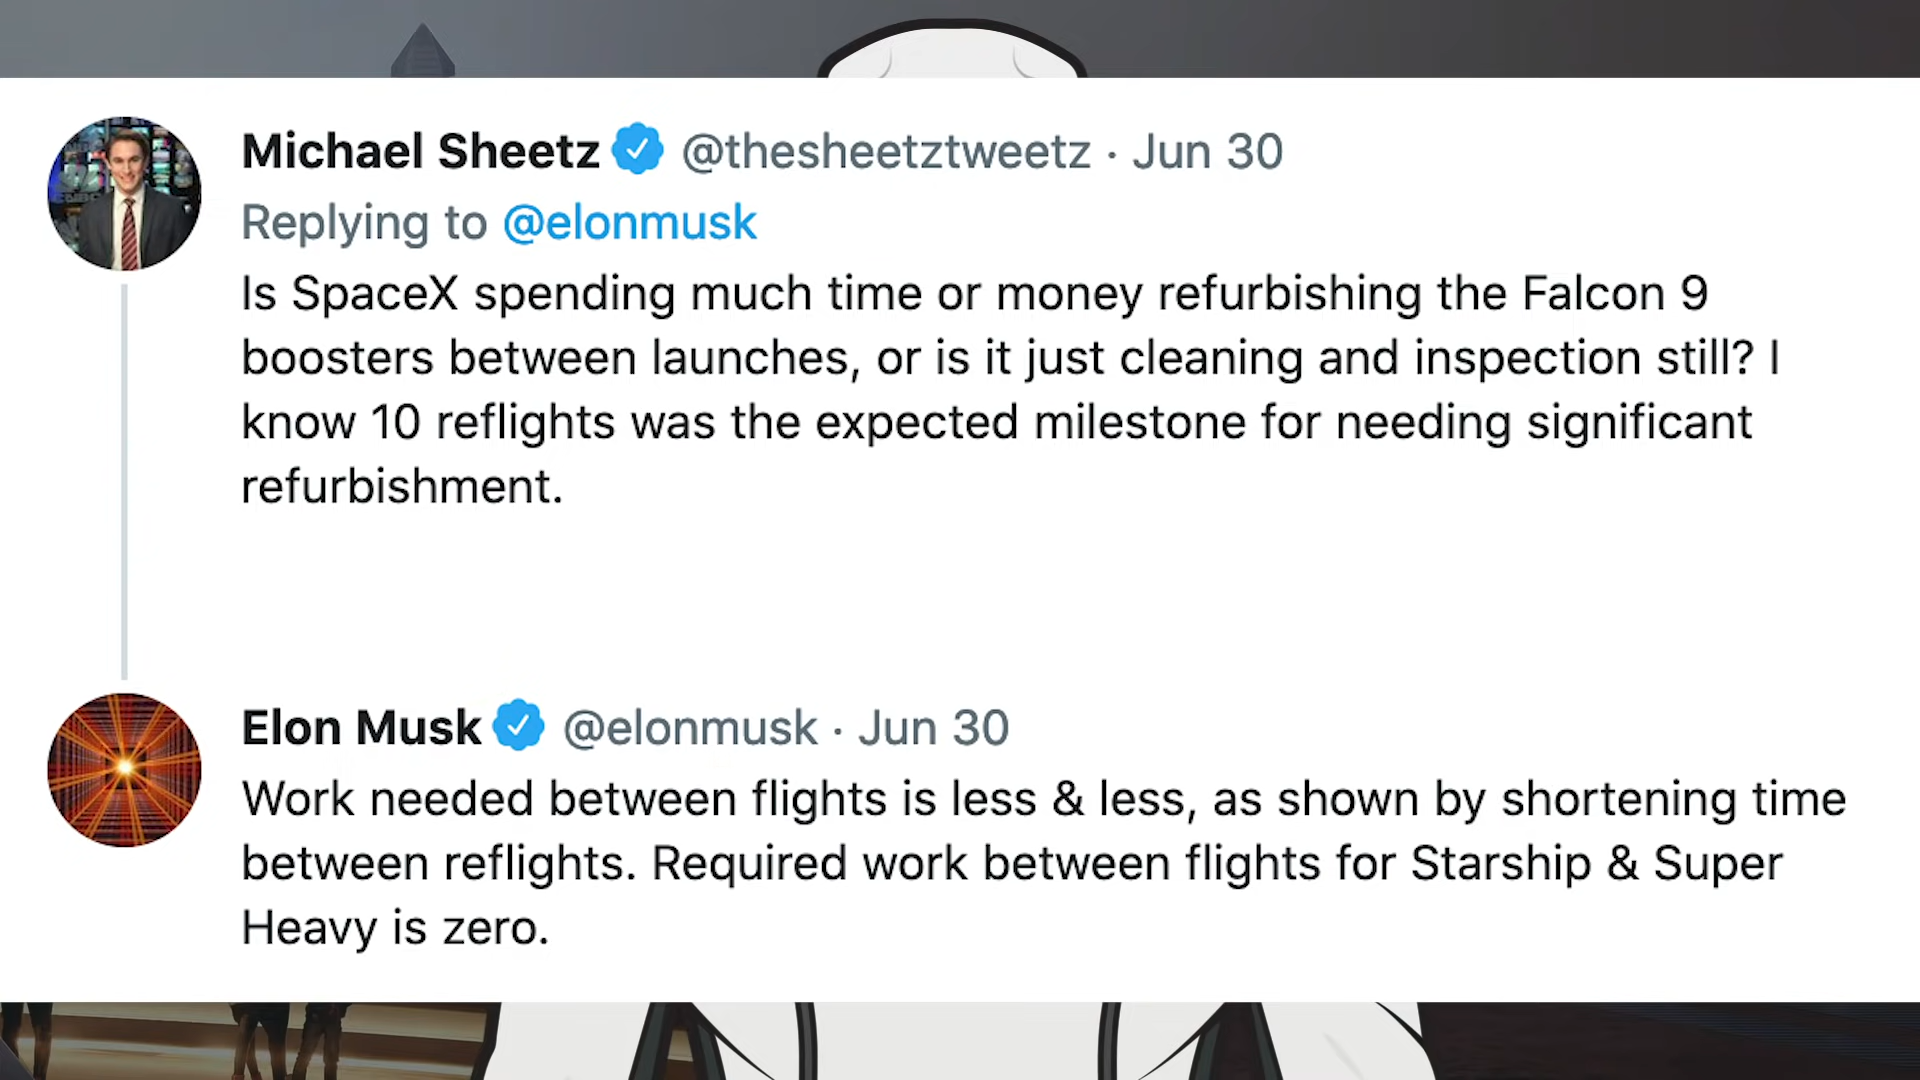 Michael Sheetz @thesheetztweetz · Jun 30
Replying to @elonmusk
Is SpaceX spending much time or money refurbishing the Falcon 9
boosters between launches, or is it just cleaning and inspection still? I
know 10 reflights was the expected milestone for needing significant
refurbishment.
Elon Musk @elonmusk · Jun 30
Work needed between flights is less & less, as shown by shortening time
between reflights. Required work between flights for Starship & Super
Heavy is zero.